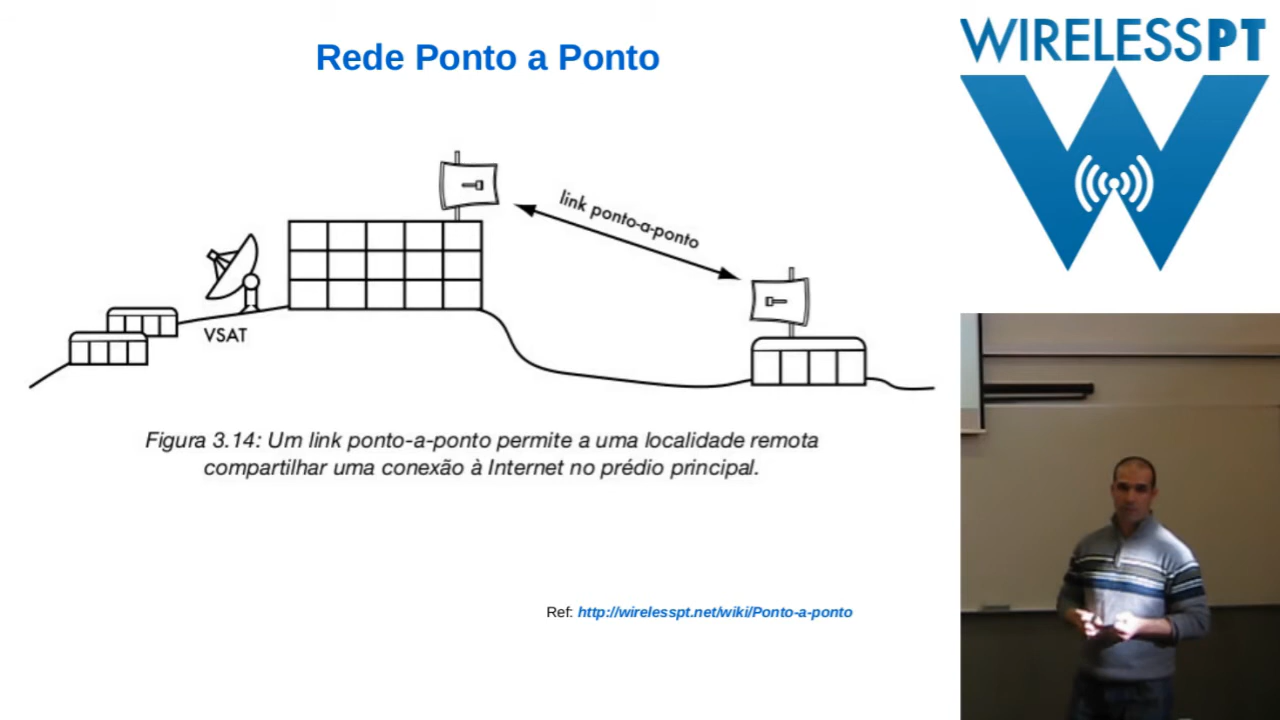 Rede Ponto a Ponto
WIRELESSPT
link ponto-a-ponto
VSAT
Figura 3.14: Um link ponto-a-ponto permite a uma localidade remota
compartilhar uma conexão à Internet no prédio principal.
Ref: http://wirelesspt.net/wiki/Ponto-a-ponto